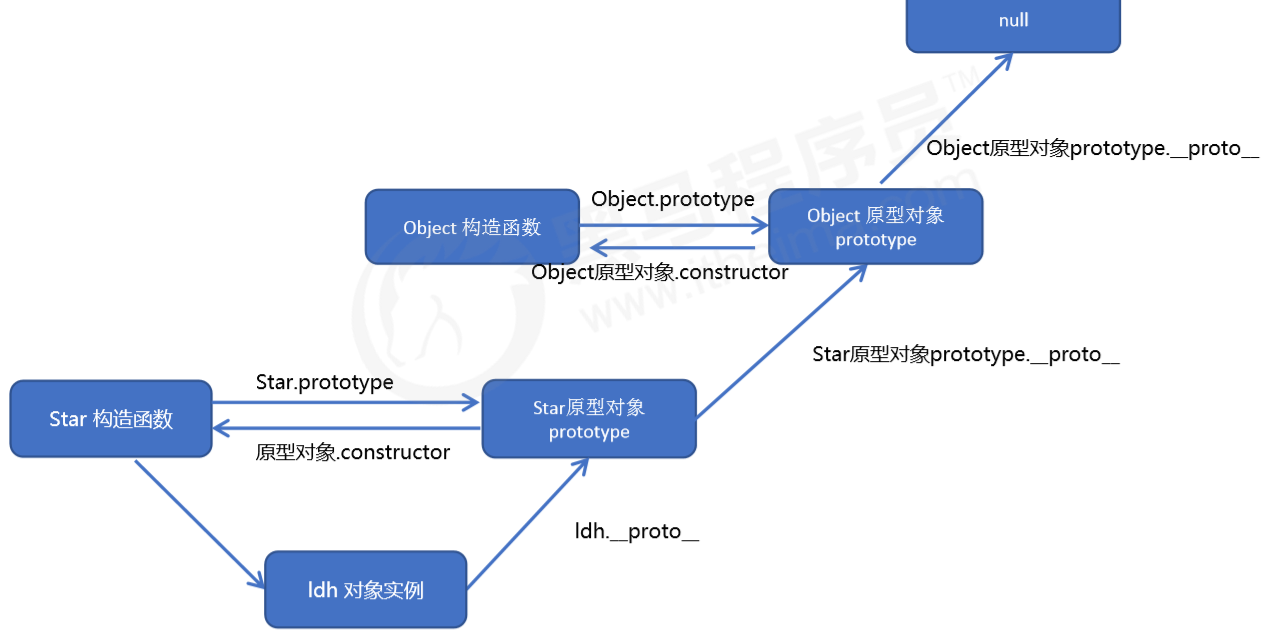 null
Object原型对象prototype.__proto__
Object.prototype
Object 构造函数
Object 原型对象
prototype
Object原型对象.constructor
黑马程序员™
www.itheima.com
Star原型对象prototype.__proto__
Star.prototype
Star 构造函数
Star原型对象
prototype
原型对象.constructor
ldh.__proto__
ldh 对象实例